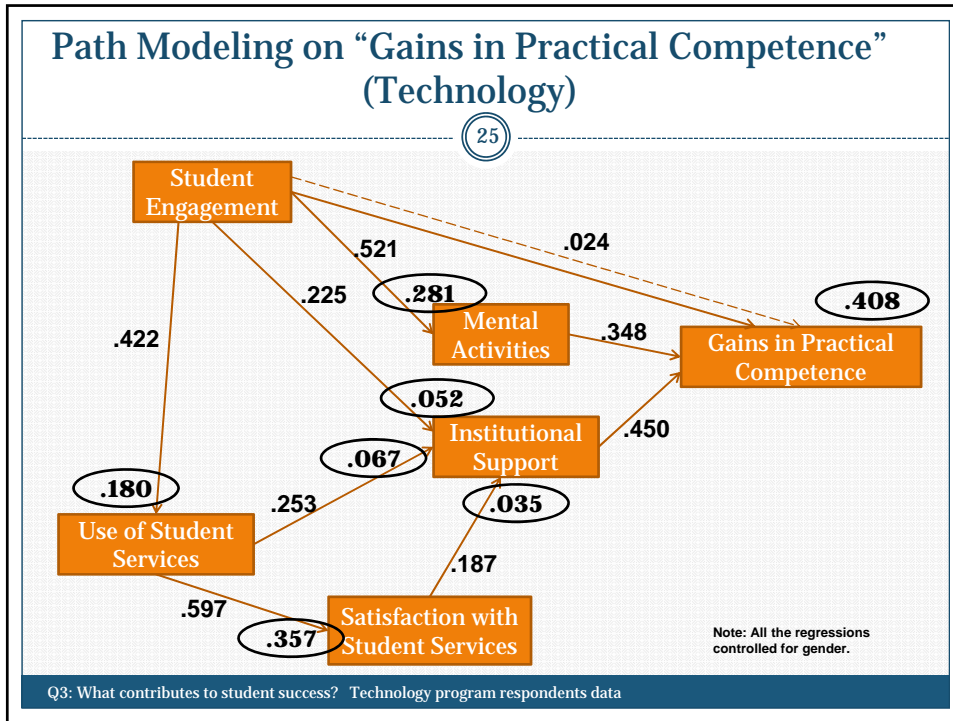 Path Modeling on “Gains in Practical Competence”
(Technology)
25
Student
Engagement
.024
.521
.225
.281
.408
Mental
Activities
.422
.348
Gains in Practical
Competence
.052
Institutional
Support
.450
.067
.180
.253
.035
Use of Student
Services
.187
.597
Satisfaction with
Student Services
.357
Note: All the regressions
controlled for gender.
Q3: What contributes to student success? Technology program respondents data